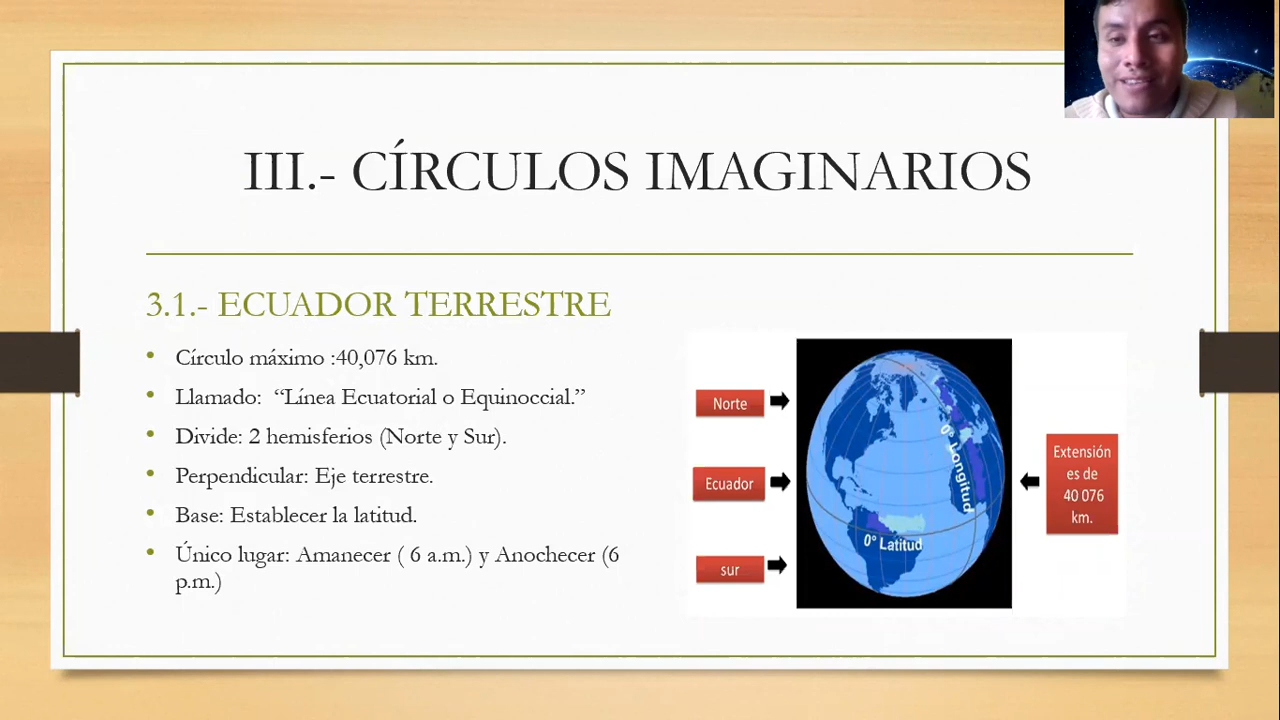 III.- CÍRCULOS IMAGINARIOS
3.1.- ECUADOR TERRESTRE
• Círculo máximo :40,076 km.
• Llamado: “Línea Ecuatorial o Equinoccial.”
• Divide: 2 hemisferios (Norte y Sur).
• Perpendicular: Eje terrestre.
• Base: Establecer la latitud.
• Único lugar: Amanecer ( 6 a.m.) y Anochecer (6
p.m.)
Norte
Ecuador
sur
0º Longitud
0º Latitud
Extensión
es de
40 076
km.